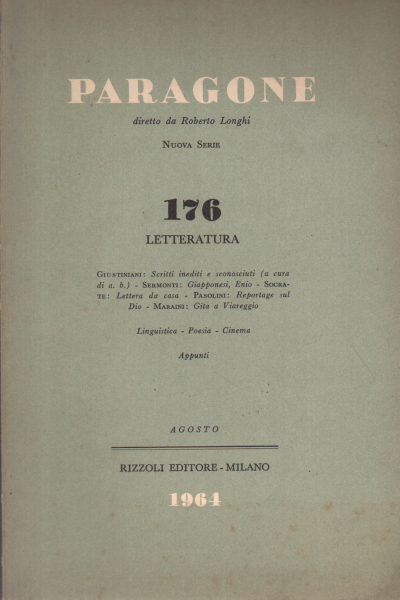 PARAGONE
diretto da Roberto Longhi
NUOVA SERIE
176
LETTERATURA
GIUSTINIANI: Scritti inediti e sconosciuti (a cura
di a. b.) - SERMONTI: Giapponesi, Enio - SOCRA-
TE: Lettera da casa - PASOLINI: Reportage sul
Dio - MARAINI: Gita a Viareggio
Linguistica - Poesia - Cinema
Appunti
AGOSTO
RIZZOLI EDITORE - MILANO
1964